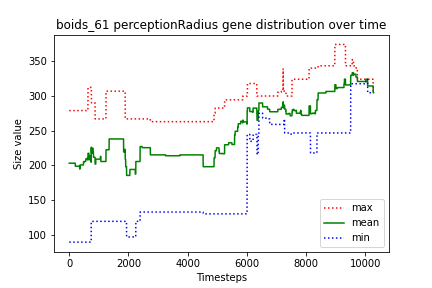 boids_61 perceptionRadius gene distribution over time
Size value
350
300
250
200
150
100
max
mean
min
0
2000
4000
6000
8000
10000
Timesteps